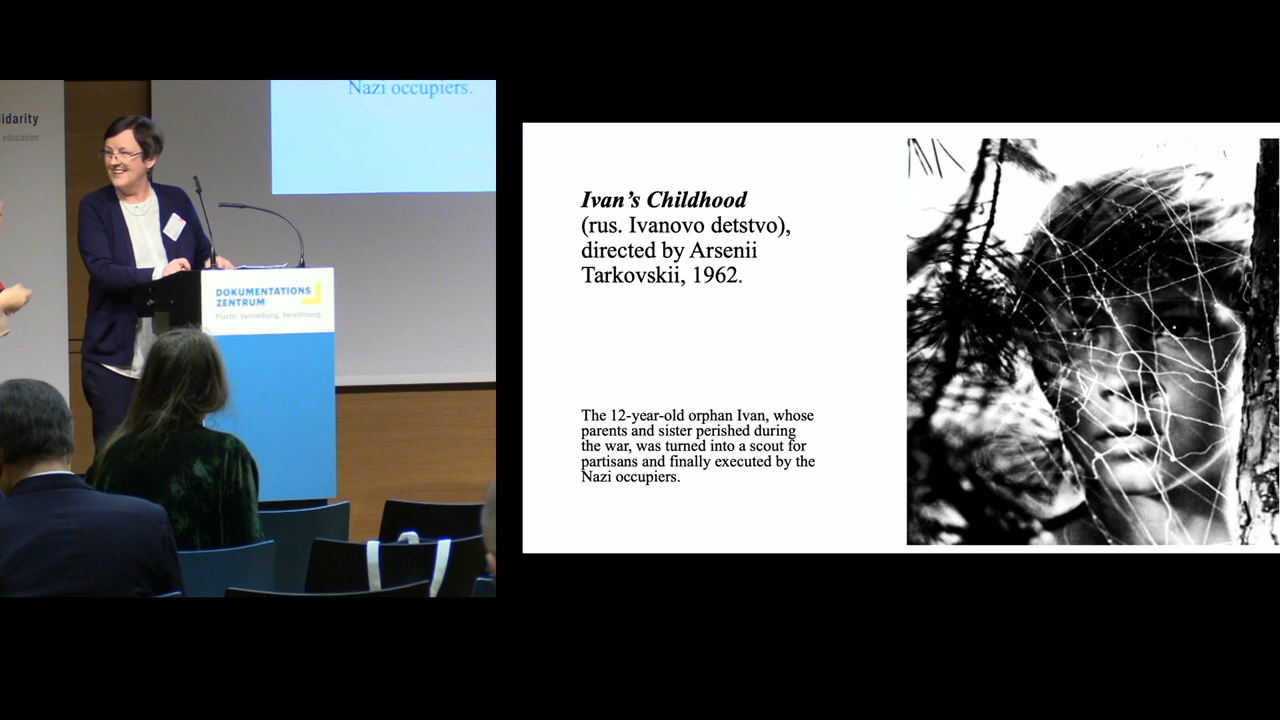 lidarity
education
Nazi occupiers.
DOKUMENTATIONS
ZENTRUM
Flucht, Vertreibung, Versöhnung
Ivan’s Childhood
(rus. Ivanovo detstvo),
directed by Arsenii
Tarkovskii, 1962.
The 12-year-old orphan Ivan, whose
parents and sister perished during
the war, was turned into a scout for
partisans and finally executed by the
Nazi occupiers.